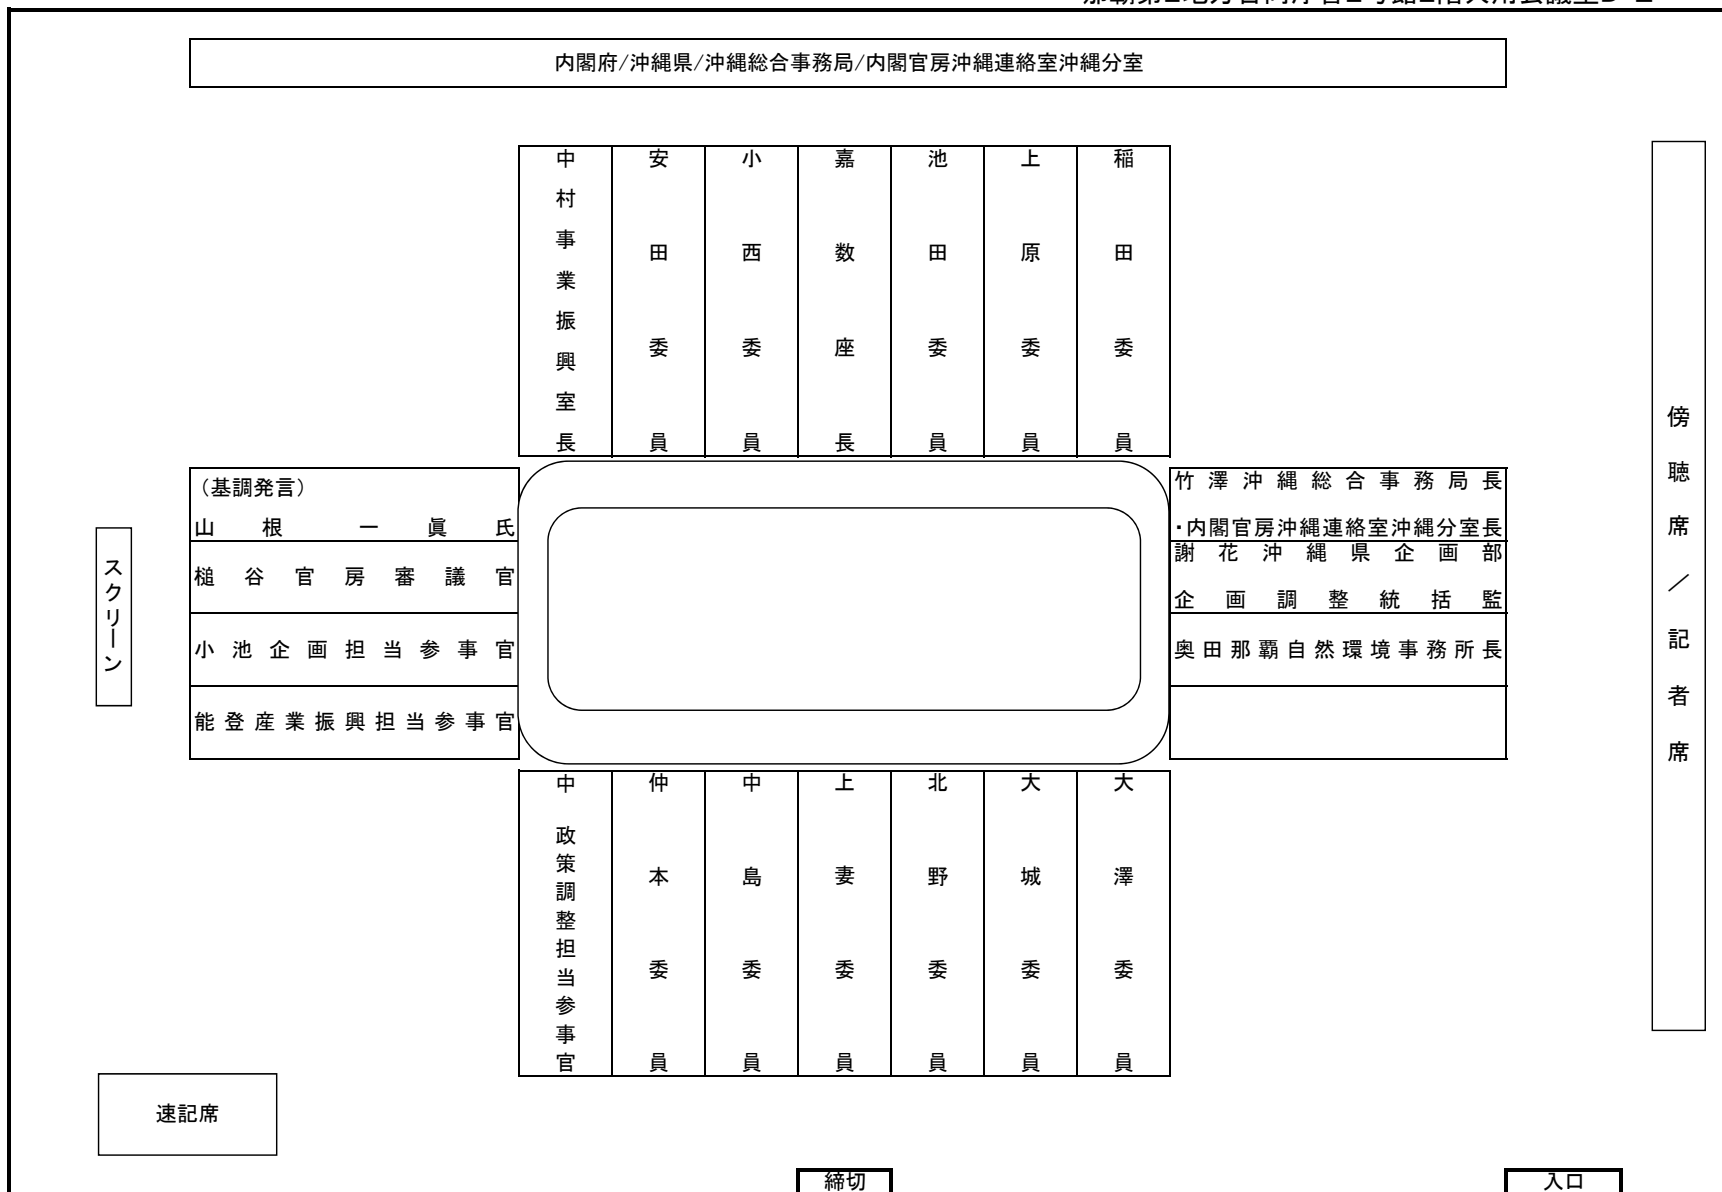 内閣府/沖縄県/沖縄総合事務局/内閣官房沖縄連絡室沖縄分室
中村事業振興室長
安田委員
小西委員
嘉数座長
池田委員
上原委員
稲田委員
（基調発言）
山根一眞氏
槌谷官房審議官
小池企画担当参事官
能登産業振興担当参事官
竹澤沖縄総合事務局長
・内閣官房沖縄連絡室沖縄分室長
謝花沖縄県企画部
企画調整統括監
奥田那覇自然環境事務所長
スクリーン
傍聴席／記者席
中政策調整担当参事官
仲本委員
中島委員
上妻委員
北野委員
大城委員
大澤委員
速記席
締切
入口